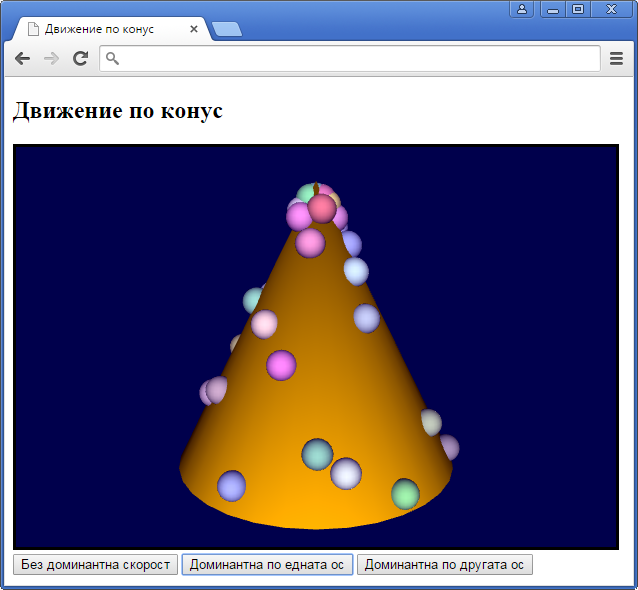 Движение по конус
Движение по конус
Без доминантна скорост Доминантна по едната ос Доминантна по другата ос